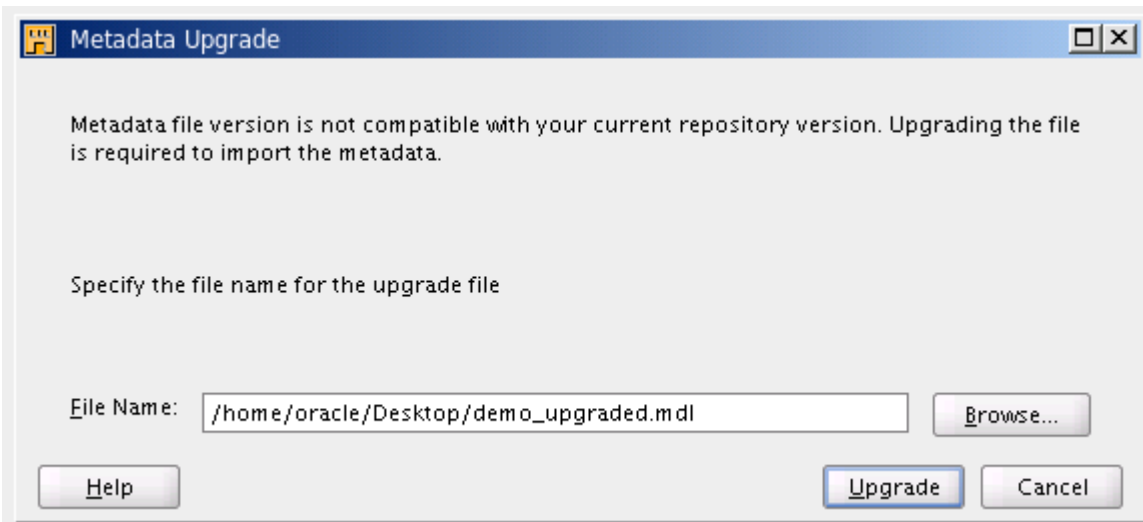 Metadata Upgrade
Metadata file version is not compatible with your current repository version. Upgrading the file
is required to import the metadata.
Specify the file name for the upgrade file
File Name: /home/oracle/Desktop/demo_upgraded.mdl Browse...
Help Upgrade Cancel